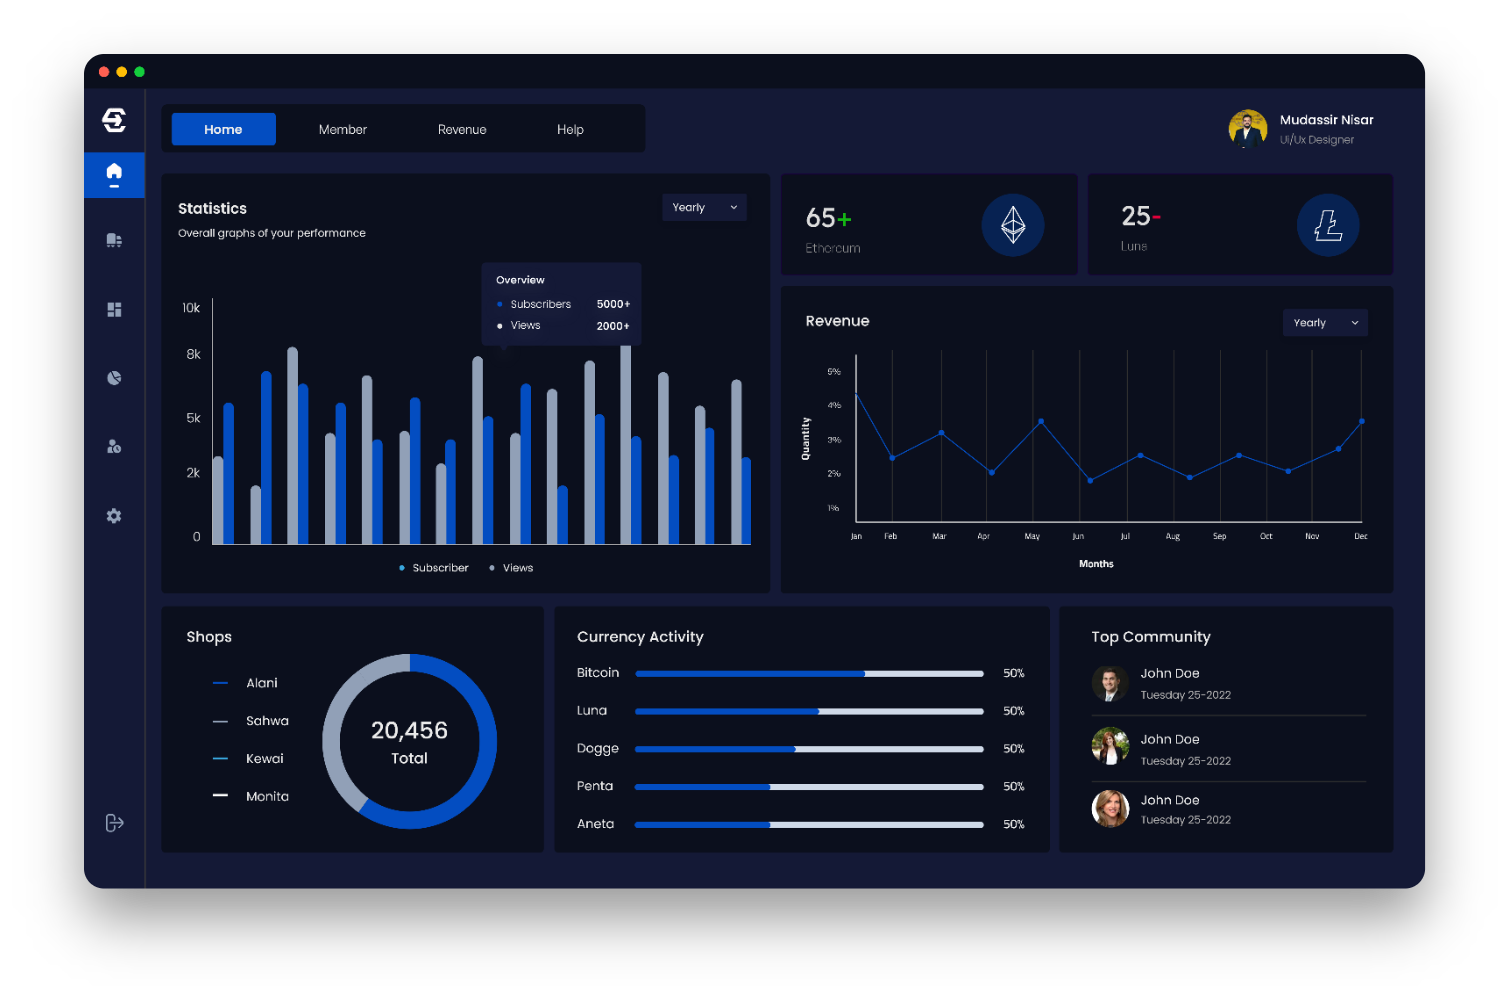 Home
Member
Revenue
Help
Mudassir Nisar
Ui/Ux Designer
Statistics
Overall graphs of your performance
Yearly
Overview
Subscribers 5000+
Views 2000+
10k
8k
5k
2k
0
Subscriber
Views
65+
Ethereum
25-
Luna
Revenue
Yearly
Quantity
5%
4%
3%
2%
1%
Jan Feb Mar Apr May Jun Jul Aug Sep Oct Nov Dec
Months
Shops
Alani
Sahwa
Kewai
Monita
20,456
Total
Currency Activity
Bitcoin 50%
Luna 50%
Dogge 50%
Penta 50%
Aneta 50%
Top Community
John Doe
Tuesday 25-2022
John Doe
Tuesday 25-2022
John Doe
Tuesday 25-2022